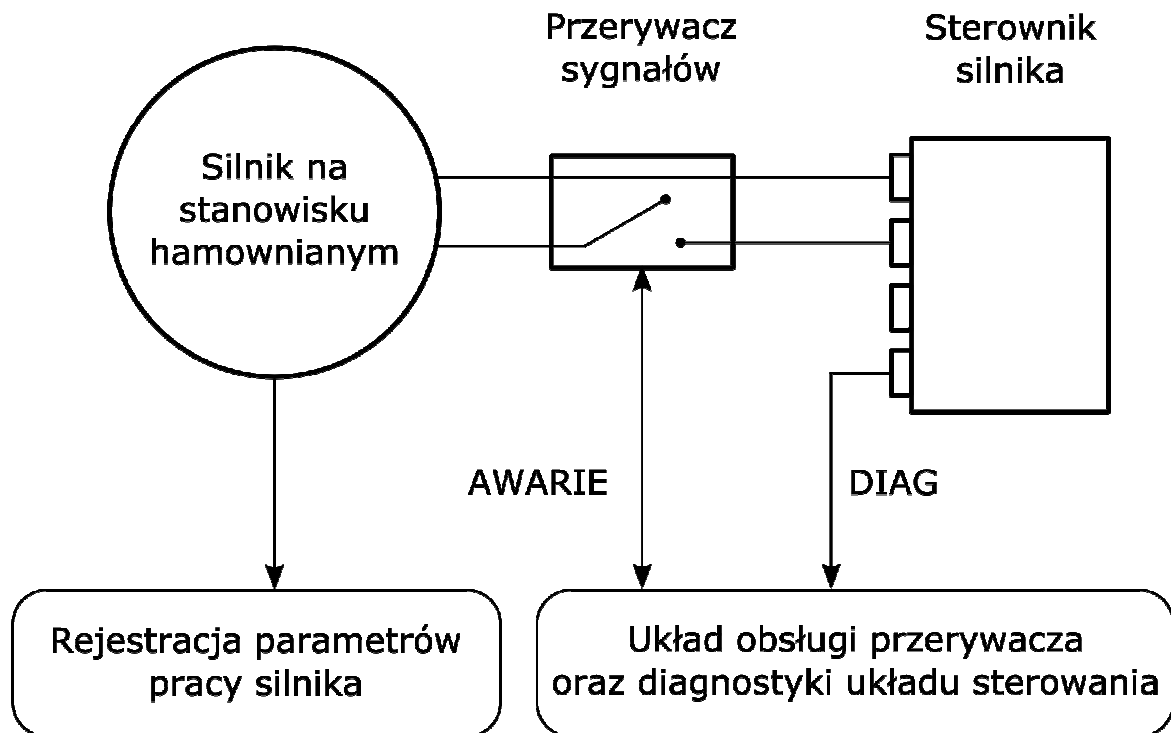 Przerywacz
sygnałów
Sterownik
silnika
Silnik na
stanowisku
hamownianym
AWARIE
DIAG
Rejestracja parametrów
pracy silnika
Układ obsługi przerywacza
oraz diagnostyki układu sterowania